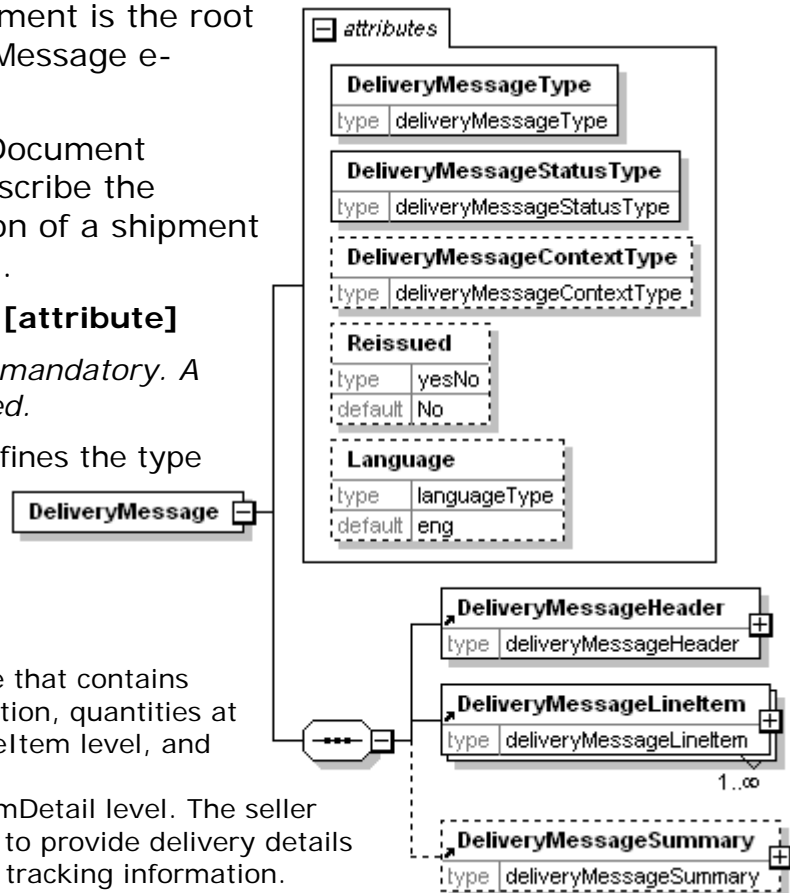 ment is the root
Message e-
Document
scribe the
on of a shipment
.
[attribute]
mandatory. A
ed.
fines the type
e that contains
tion, quantities at
eItem level, and
mDetail level. The seller
to provide delivery details
tracking information.
DeliveryMessage
attributes
DeliveryMessageType
type deliveryMessageType
DeliveryMessageStatusType
type deliveryMessageStatusType
DeliveryMessageContextType
type deliveryMessageContextType
Reissued
type yesNo
default No
Language
type languageType
default eng
DeliveryMessageHeader
type deliveryMessageHeader
DeliveryMessageLineItem
type deliveryMessageLineItem
1..∞
DeliveryMessageSummary
type deliveryMessageSummary